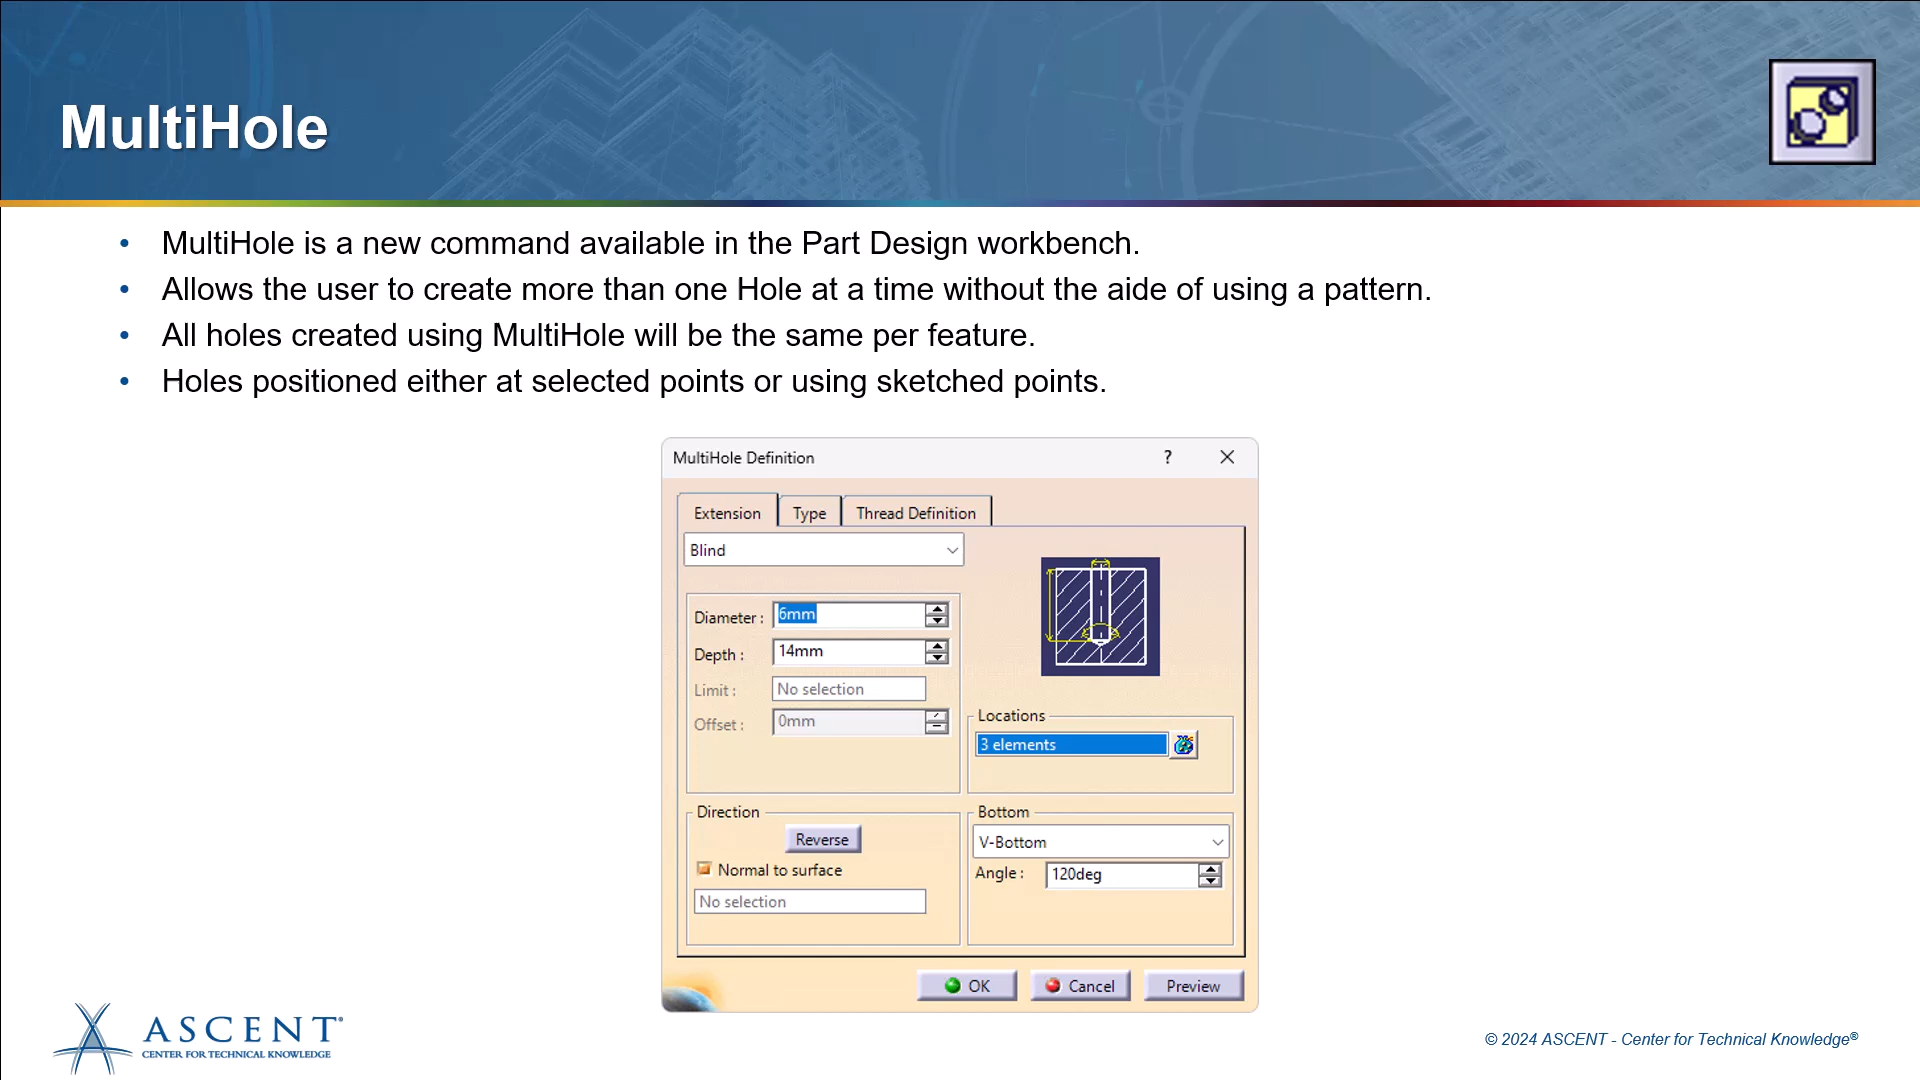 MultiHole
• MultiHole is a new command available in the Part Design workbench.
• Allows the user to create more than one Hole at a time without the aide of using a pattern.
• All holes created using MultiHole will be the same per feature.
• Holes positioned either at selected points or using sketched points.
MultiHole Definition ? ✕
Extension Type Thread Definition
Blind
Diameter : 6mm
Depth : 14mm
Limit : No selection
Offset : 0mm
Locations
3 elements
Direction
Reverse
Normal to surface
No selection
Bottom
V-Bottom
Angle : 120deg
OK Cancel Preview
ASCENT®
CENTER FOR TECHNICAL KNOWLEDGE
© 2024 ASCENT - Center for Technical Knowledge®